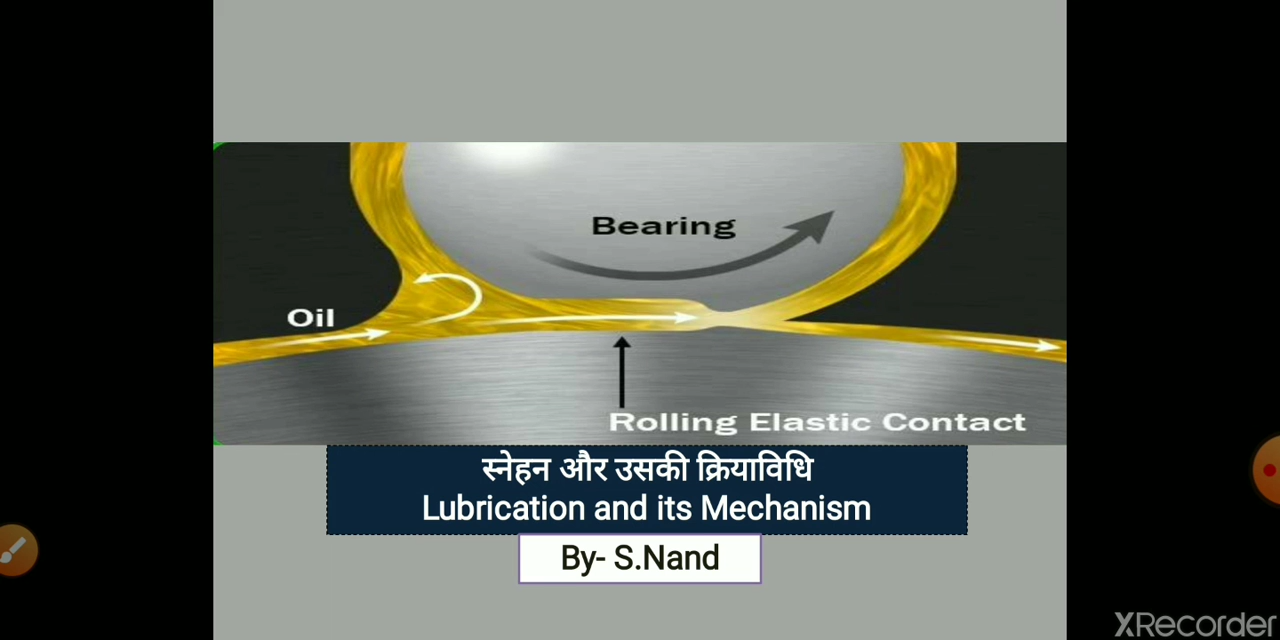 Bearing
Oil
Rolling Elastic Contact
स्नेहन और उसकी क्रियाविधि
Lubrication and its Mechanism
By- S.Nand
XRecorder